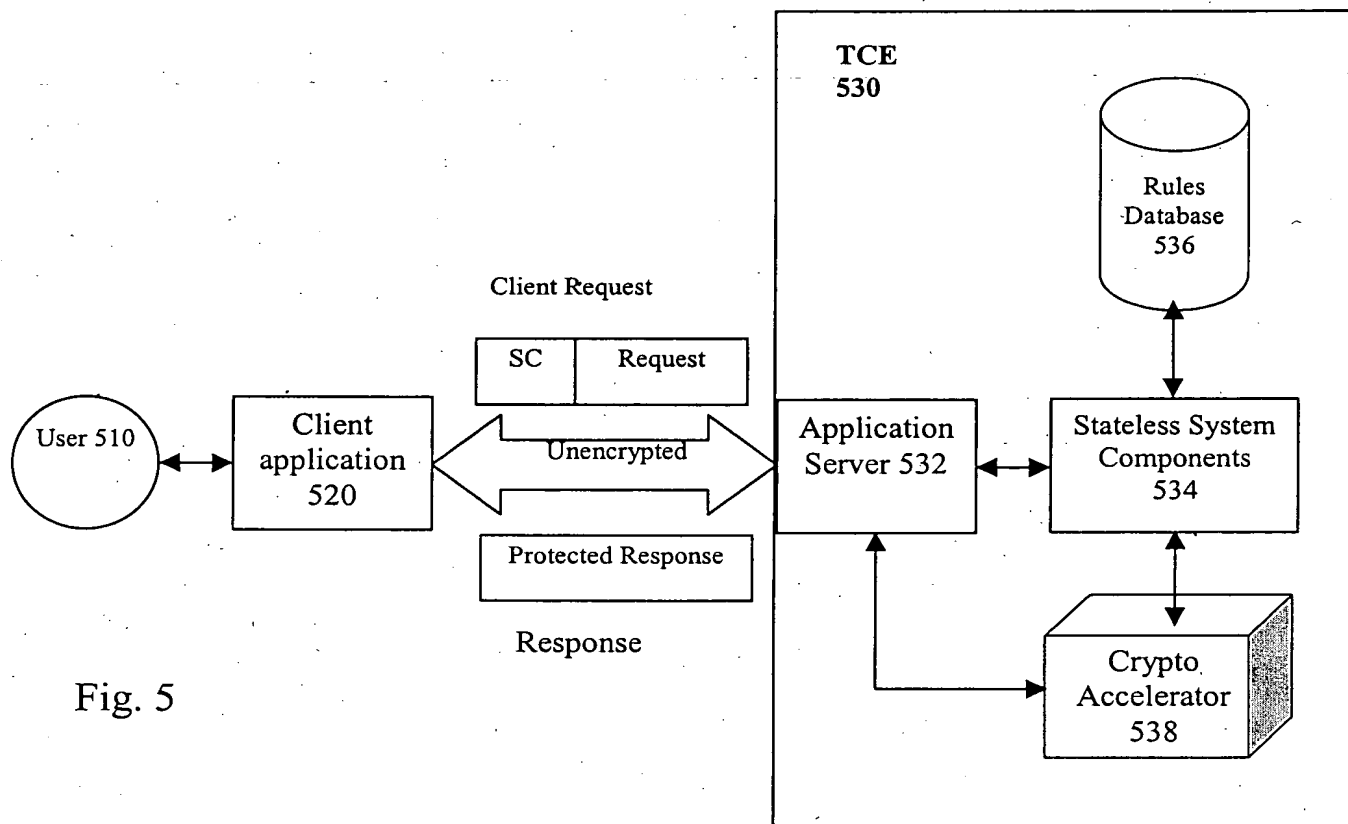 TCE
530
Rules
Database
536
Client Request
SC
Request
User 510
Client
application
520
Unencrypted
Application
Server 532
Stateless System
Components
534
Protected Response
Response
Crypto
Accelerator
538
Fig. 5